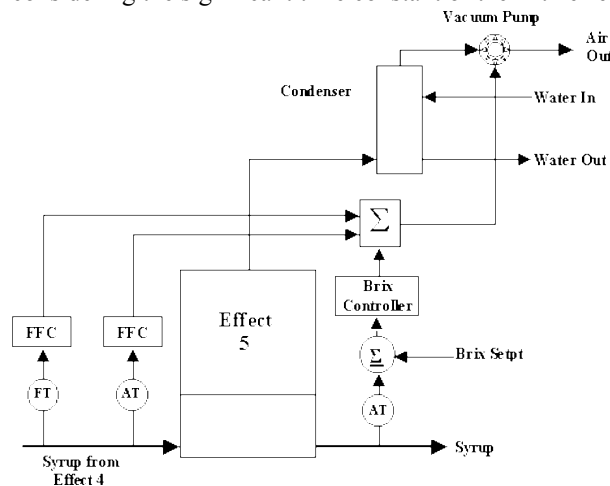 Vacuum Pump
Air
Out
Condenser
Water In
Water Out
Σ
Effect
5
Brix
Controller
FFC
FFC
Σ
Brix Setpt
FT
AT
AT
Syrup
Syrup from
Effect 4